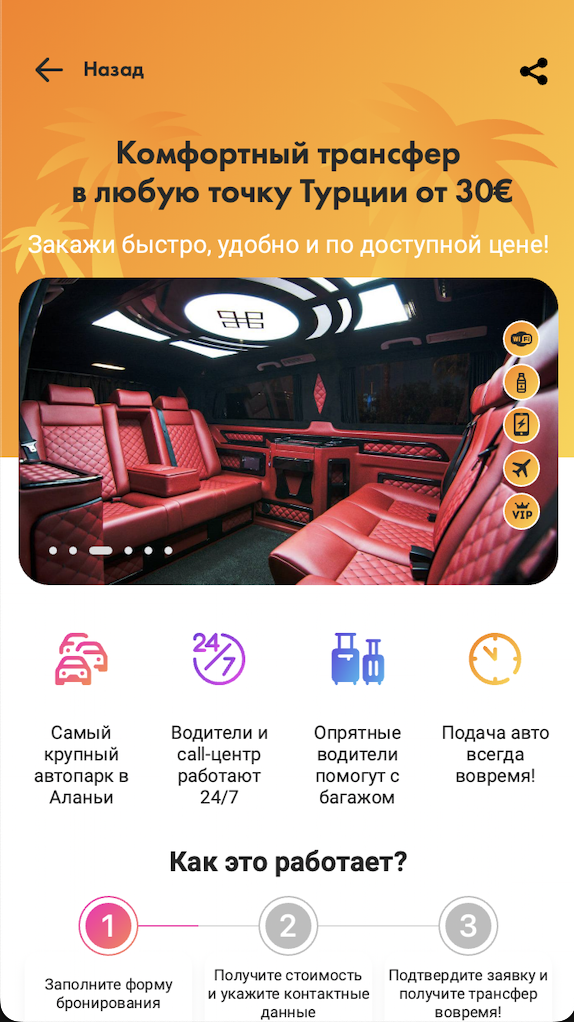 Назад
Комфортный трансфер
в любую точку Турции от 30€
Закажи быстро, удобно и по доступной цене!
WiFi
VIP
24/7
Самый
крупный
автопарк в
Аланьи
Водители и
call-центр
работают
24/7
Опрятные
водители
помогут с
багажом
Подача авто
всегда
вовремя!
Как это работает?
1
2
3
Заполните форму
бронирования
Получите стоимость
и укажите контактные
данные
Подтвердите заявку и
получите трансфер
вовремя!